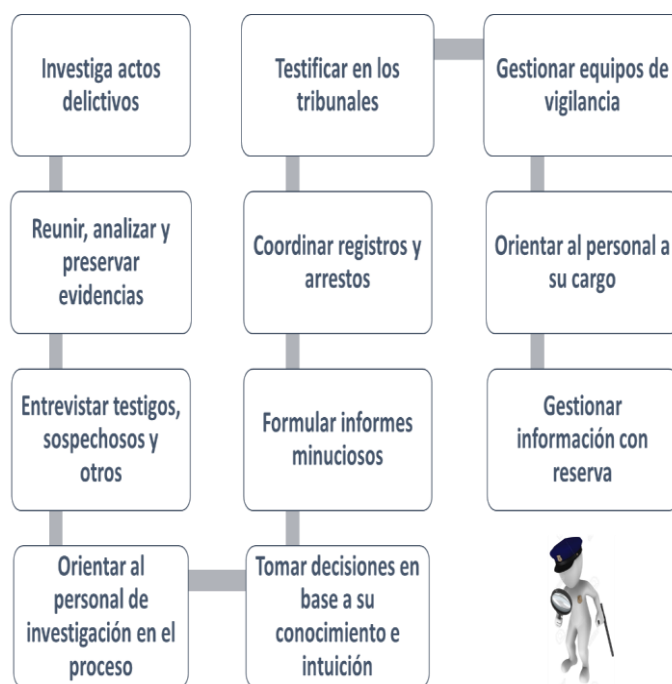 Investiga actos
delictivos
Reunir, analizar y
preservar
evidencias
Entrevistar testigos,
sospechosos y
otros
Orientar al
personal de
investigación en el
proceso
Tomar decisiones en
base a su
conocimiento e
intuición
Formular informes
minuciosos
Coordinar registros y
arrestos
Testificar en los
tribunales
Gestionar equipos de
vigilancia
Orientar al personal a
su cargo
Gestionar
información con
reserva